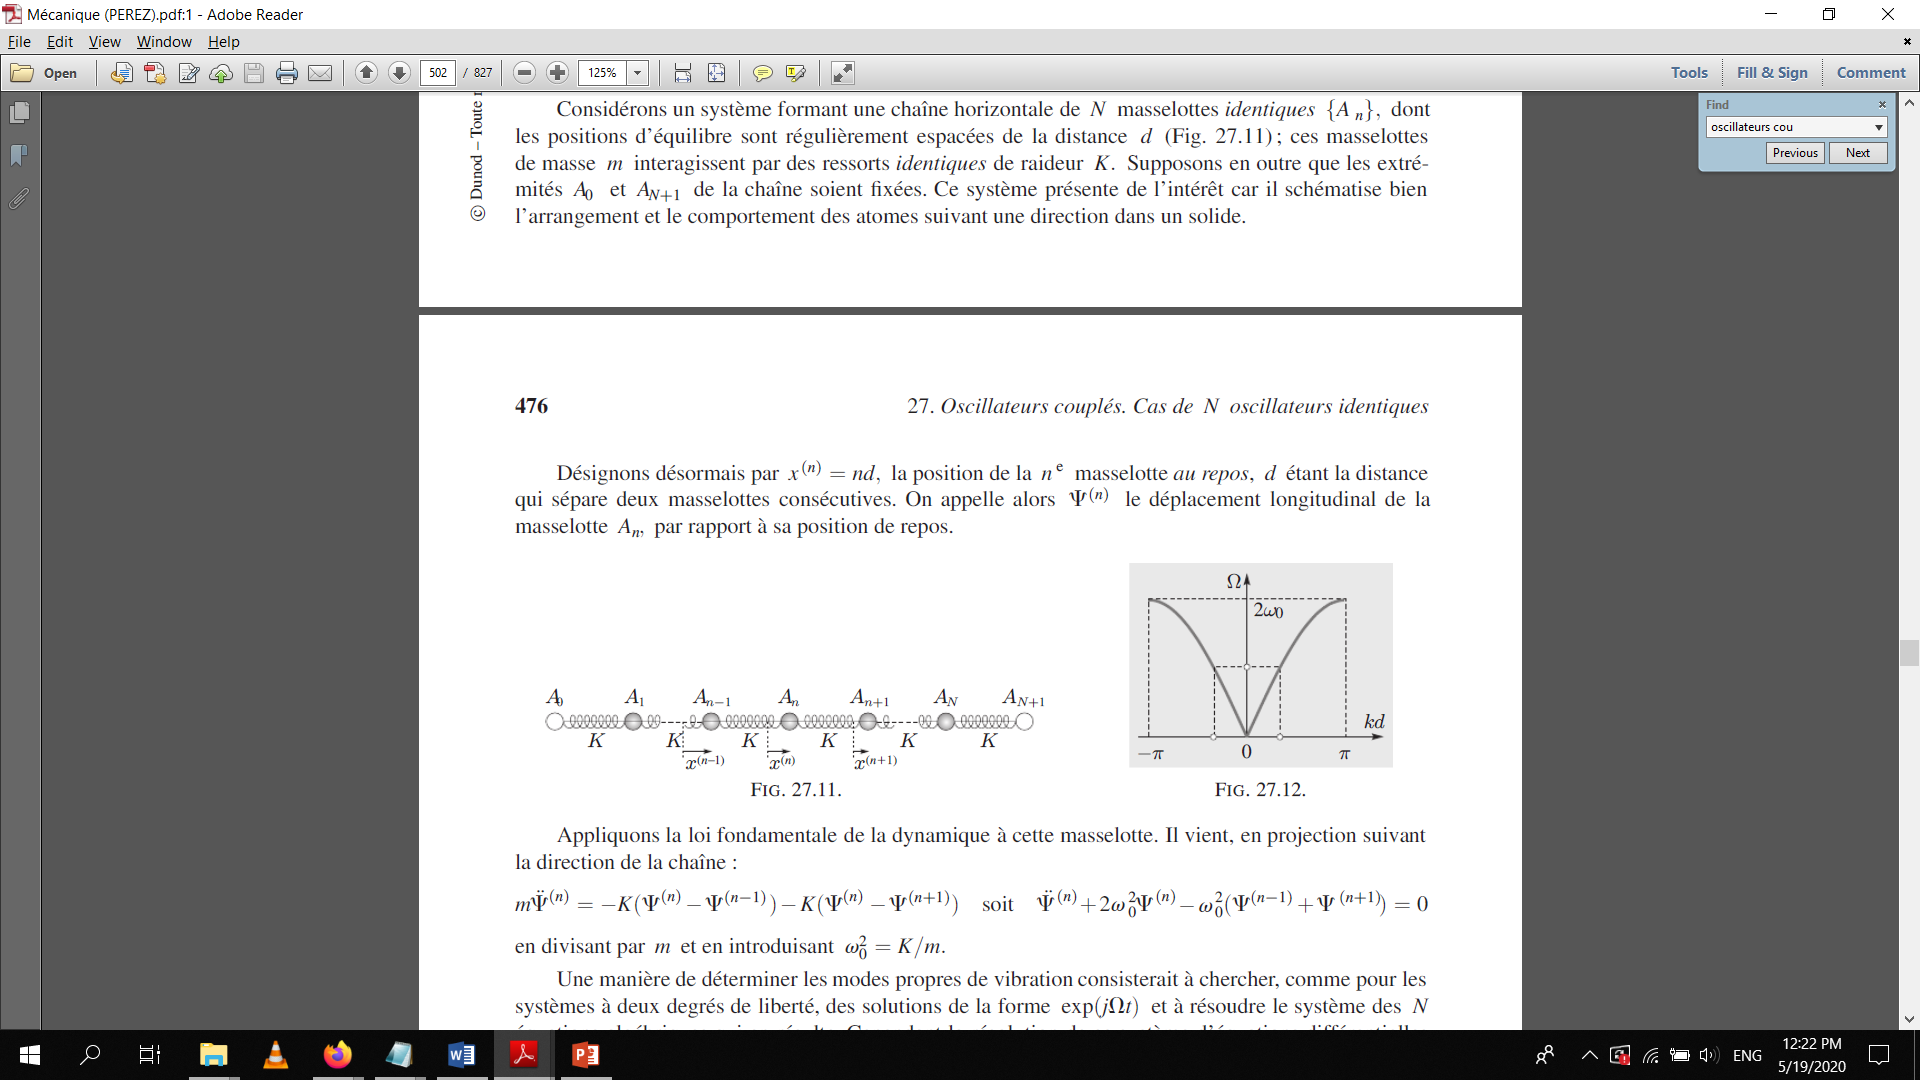 Mécanique (PEREZ).pdf:1 - Adobe Reader
File Edit View Window Help
Open 502 / 827 125% Tools Fill & Sign Comment
Find
oscillateurs cou
Previous Next
© Dunod – Toute
Considérons un système formant une chaîne horizontale de N masselottes identiques {A n}, dont
les positions d'équilibre sont régulièrement espacées de la distance d (Fig. 27.11) ; ces masselottes
de masse m interagissent par des ressorts identiques de raideur K. Supposons en outre que les extré-
mités A₀ et A_{N+1} de la chaîne soient fixées. Ce système présente de l'intérêt car il schématise bien
l'arrangement et le comportement des atomes suivant une direction dans un solide.
476 27. Oscillateurs couplés. Cas de N oscillateurs identiques
Désignons désormais par x^{(n)} = nd, la position de la n^e masselotte au repos, d étant la distance
qui sépare deux masselottes consécutives. On appelle alors Ψ^{(n)} le déplacement longitudinal de la
masselotte A_n, par rapport à sa position de repos.
A₀ A₁ A_{n−1} A_n A_{n+1} A_N A_{N+1}
K K K K K K
x^{(n−1)} x^{(n)} x^{(n+1)}
FIG. 27.11.
Ω
2ω₀
kd
−π 0 π
FIG. 27.12.
Appliquons la loi fondamentale de la dynamique à cette masselotte. Il vient, en projection suivant
la direction de la chaîne :
mΨ̈^{(n)} = −K(Ψ^{(n)} − Ψ^{(n−1)}) − K(Ψ^{(n)} − Ψ^{(n+1)}) soit Ψ̈^{(n)} + 2ω₀²Ψ^{(n)} − ω₀²(Ψ^{(n−1)} + Ψ^{(n+1)}) = 0
en divisant par m et en introduisant ω₀² = K/m.
Une manière de déterminer les modes propres de vibration consisterait à chercher, comme pour les
systèmes à deux degrés de liberté, des solutions de la forme exp(jΩt) et à résoudre le système des N
ENG
12:22 PM
5/19/2020